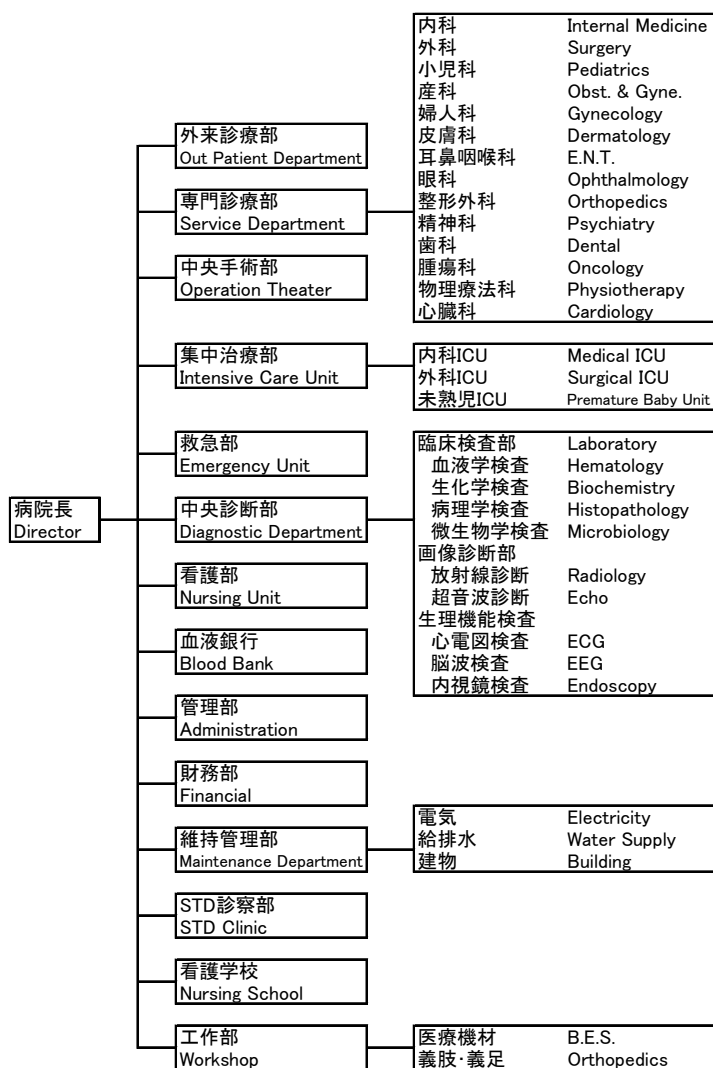 病院長
Director
外来診療部
Out Patient Department
専門診療部
Service Department
内科 Internal Medicine
外科 Surgery
小児科 Pediatrics
産科 Obst. & Gyne.
婦人科 Gynecology
皮膚科 Dermatology
耳鼻咽喉科 E.N.T.
眼科 Ophthalmology
整形外科 Orthopedics
精神科 Psychiatry
歯科 Dental
腫瘍科 Oncology
物理療法科 Physiotherapy
心臓科 Cardiology
中央手術部
Operation Theater
集中治療部
Intensive Care Unit
内科ICU Medical ICU
外科ICU Surgical ICU
未熟児ICU Premature Baby Unit
救急部
Emergency Unit
中央診断部
Diagnostic Department
臨床検査部 Laboratory
血液学検査 Hematology
生化学検査 Biochemistry
病理学検査 Histopathology
微生物学検査 Microbiology
画像診断部
放射線診断 Radiology
超音波診断 Echo
生理機能検査
心電図検査 ECG
脳波検査 EEG
内視鏡検査 Endoscopy
看護部
Nursing Unit
血液銀行
Blood Bank
管理部
Administration
財務部
Financial
維持管理部
Maintenance Department
電気 Electricity
給排水 Water Supply
建物 Building
STD診察部
STD Clinic
看護学校
Nursing School
工作部
Workshop
医療機材 B.E.S.
義肢・義足 Orthopedics